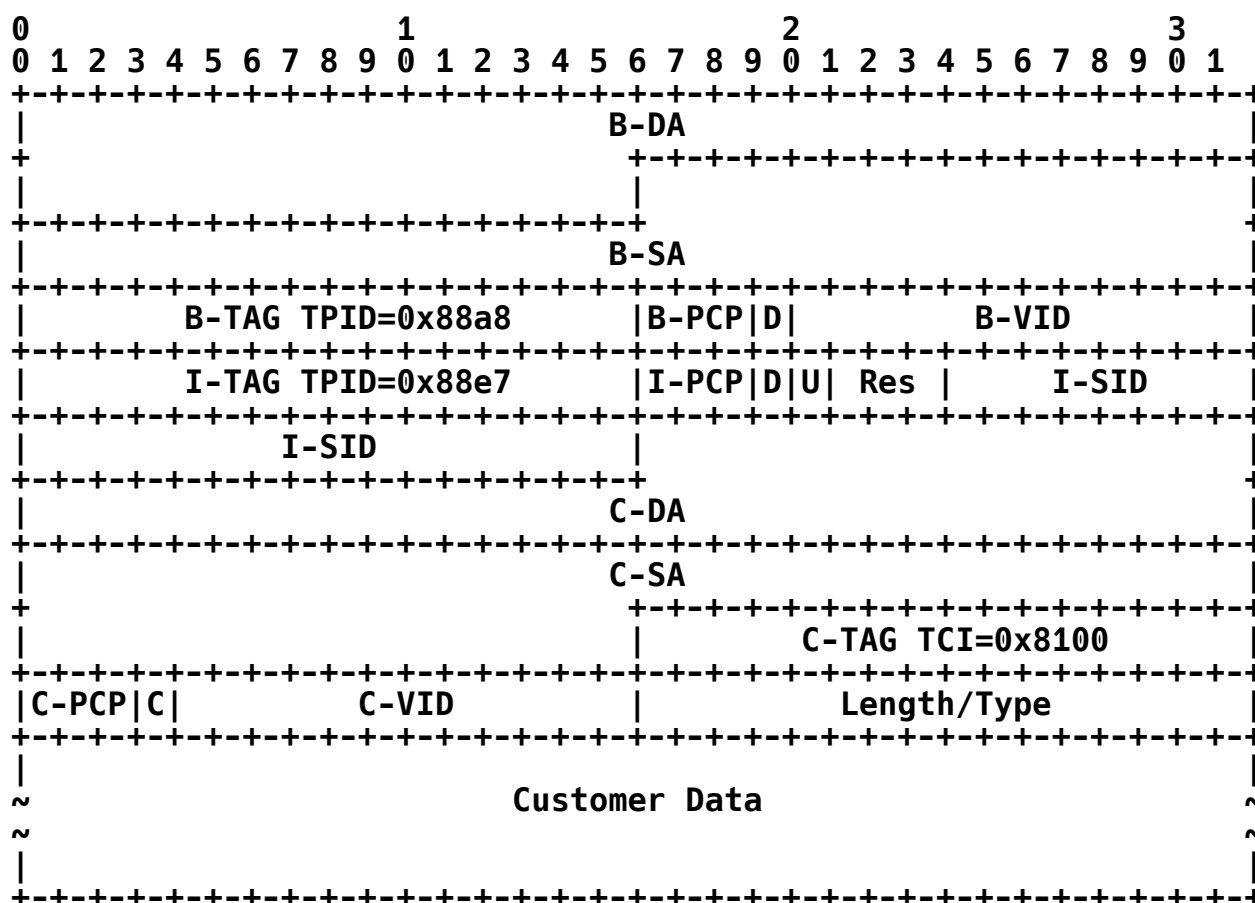 0                   1                   2                   3
0 1 2 3 4 5 6 7 8 9 0 1 2 3 4 5 6 7 8 9 0 1 2 3 4 5 6 7 8 9 0 1
+-+-+-+-+-+-+-+-+-+-+-+-+-+-+-+-+-+-+-+-+-+-+-+-+-+-+-+-+-+-+-+-+
|                              B-DA                             |
+                               +-+-+-+-+-+-+-+-+-+-+-+-+-+-+-+-+
|                               |                               |
+-+-+-+-+-+-+-+-+-+-+-+-+-+-+-+-+                               +
|                              B-SA                             |
+-+-+-+-+-+-+-+-+-+-+-+-+-+-+-+-+-+-+-+-+-+-+-+-+-+-+-+-+-+-+-+-+
|        B-TAG TPID=0x88a8      |B-PCP|D|         B-VID         |
+-+-+-+-+-+-+-+-+-+-+-+-+-+-+-+-+-+-+-+-+-+-+-+-+-+-+-+-+-+-+-+-+
|        I-TAG TPID=0x88e7      |I-PCP|D|U| Res |     I-SID     |
+-+-+-+-+-+-+-+-+-+-+-+-+-+-+-+-+-+-+-+-+-+-+-+-+-+-+-+-+-+-+-+-+
|             I-SID             |                               |
+-+-+-+-+-+-+-+-+-+-+-+-+-+-+-+-+                               +
|                              C-DA                             |
+-+-+-+-+-+-+-+-+-+-+-+-+-+-+-+-+-+-+-+-+-+-+-+-+-+-+-+-+-+-+-+-+
|                              C-SA                             |
+                               +-+-+-+-+-+-+-+-+-+-+-+-+-+-+-+-+
|                               |        C-TAG TCI=0x8100       |
+-+-+-+-+-+-+-+-+-+-+-+-+-+-+-+-+-+-+-+-+-+-+-+-+-+-+-+-+-+-+-+-+
|C-PCP|C|         C-VID         |          Length/Type          |
+-+-+-+-+-+-+-+-+-+-+-+-+-+-+-+-+-+-+-+-+-+-+-+-+-+-+-+-+-+-+-+-+
|                                                               |
~                         Customer Data                         ~
~                                                               ~
|                                                               |
+-+-+-+-+-+-+-+-+-+-+-+-+-+-+-+-+-+-+-+-+-+-+-+-+-+-+-+-+-+-+-+-+